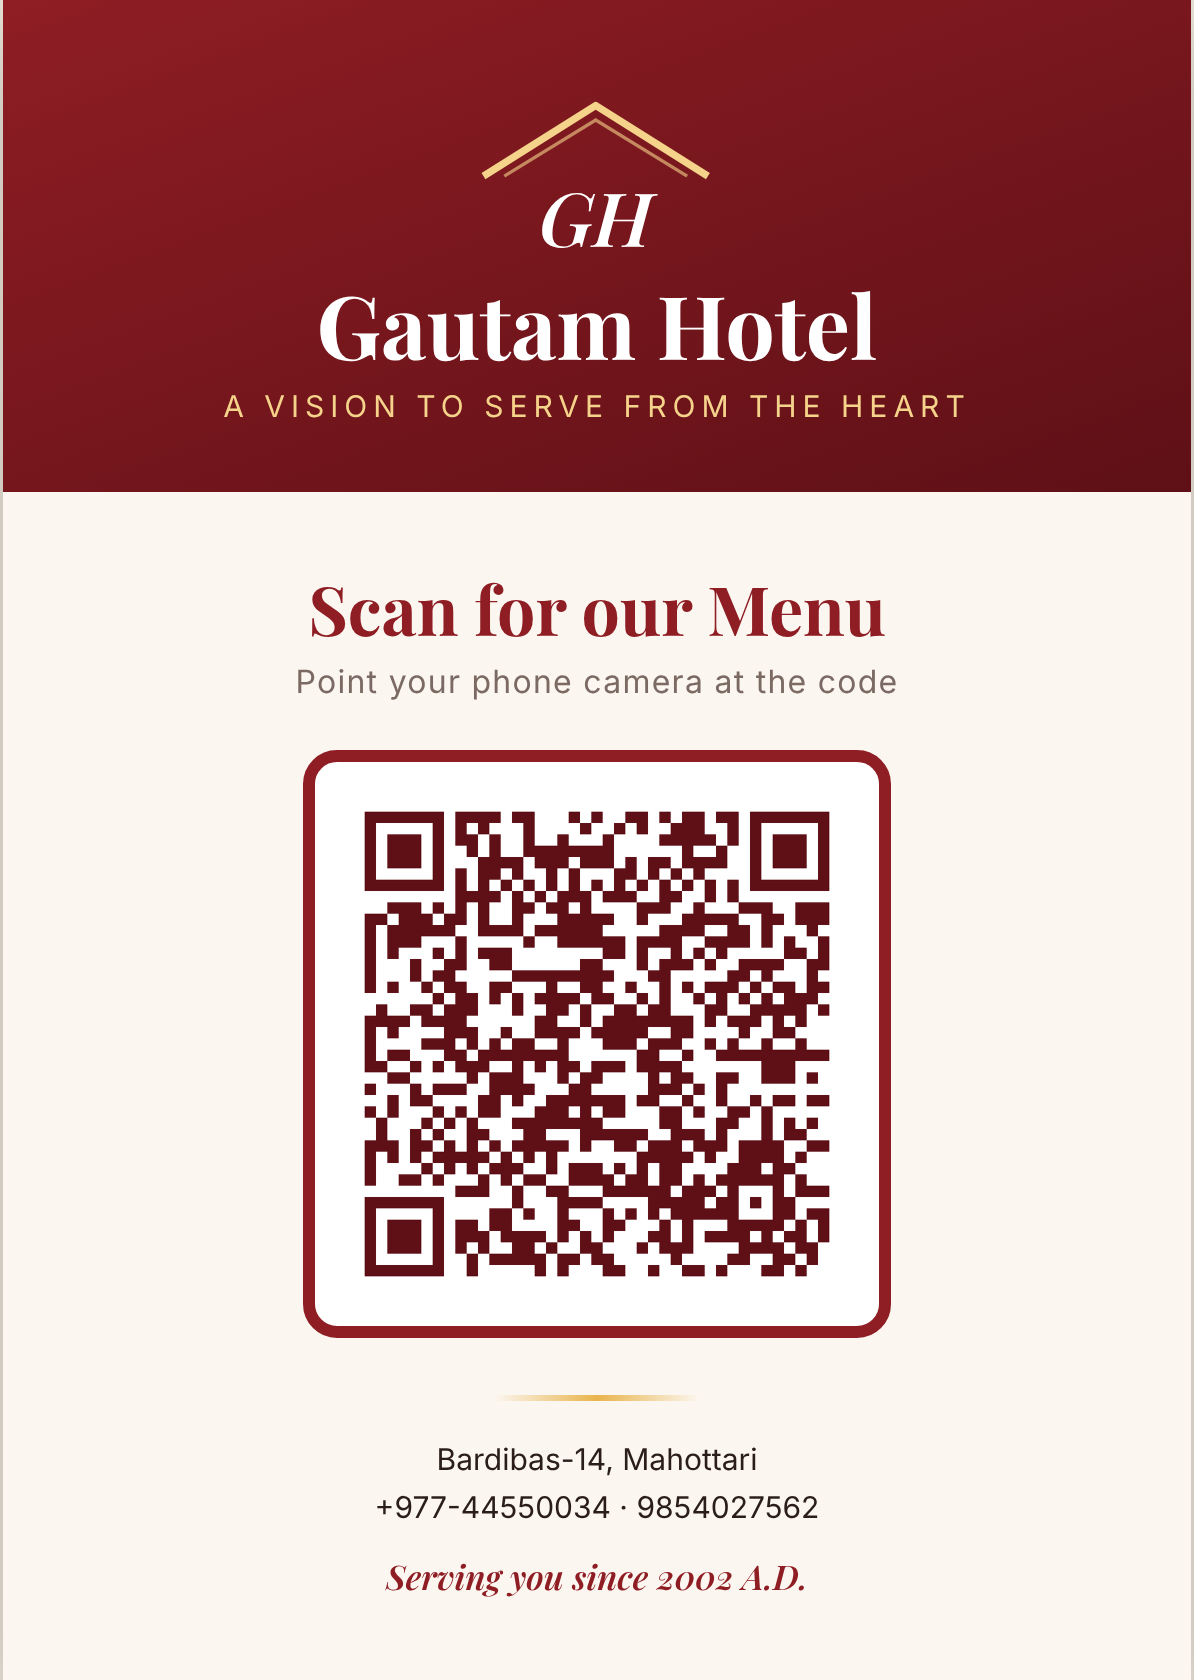 GH
Gautam Hotel
A VISION TO SERVE FROM THE HEART
Scan for our Menu
Point your phone camera at the code
Bardibas-14, Mahottari
+977-44550034 · 9854027562
Serving you since 2002 A.D.